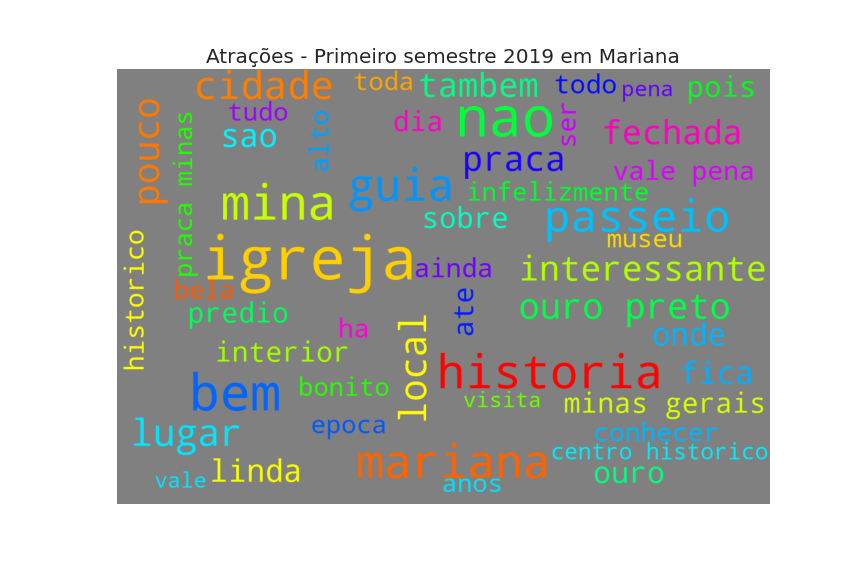 Atrações - Primeiro semestre 2019 em Mariana
cidade
toda
tambem
todo
pena
pois
pouco
tudo
sao
alto
dia
nao
ser
fechada
praca minas
praca
vale pena
mina
guia
infelizmente
sobre
passeio
museu
igreja
ainda
interessante
historico
bela
predio
ha
ate
ouro preto
onde
interior
local
historia
fica
bem
bonito
visita
minas gerais
lugar
epoca
conhecer
centro historico
linda
mariana
vale
anos
ouro